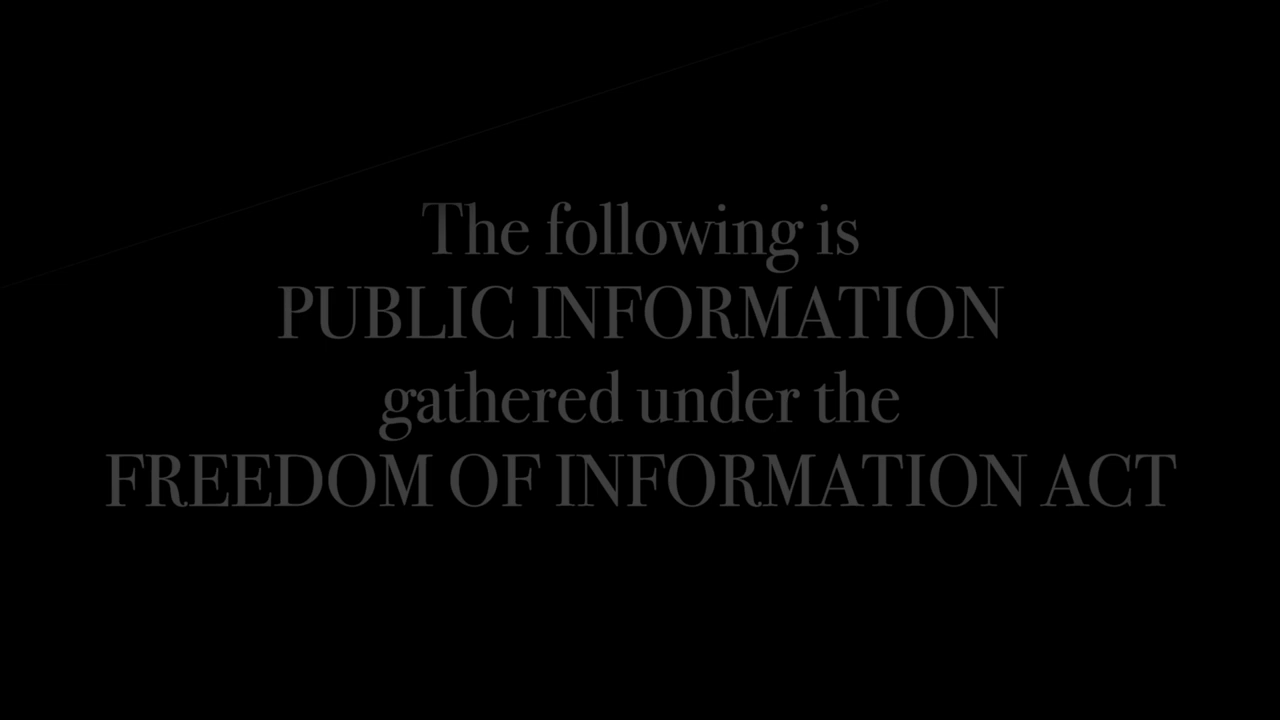 The following is
PUBLIC INFORMATION
gathered under the
FREEDOM OF INFORMATION ACT